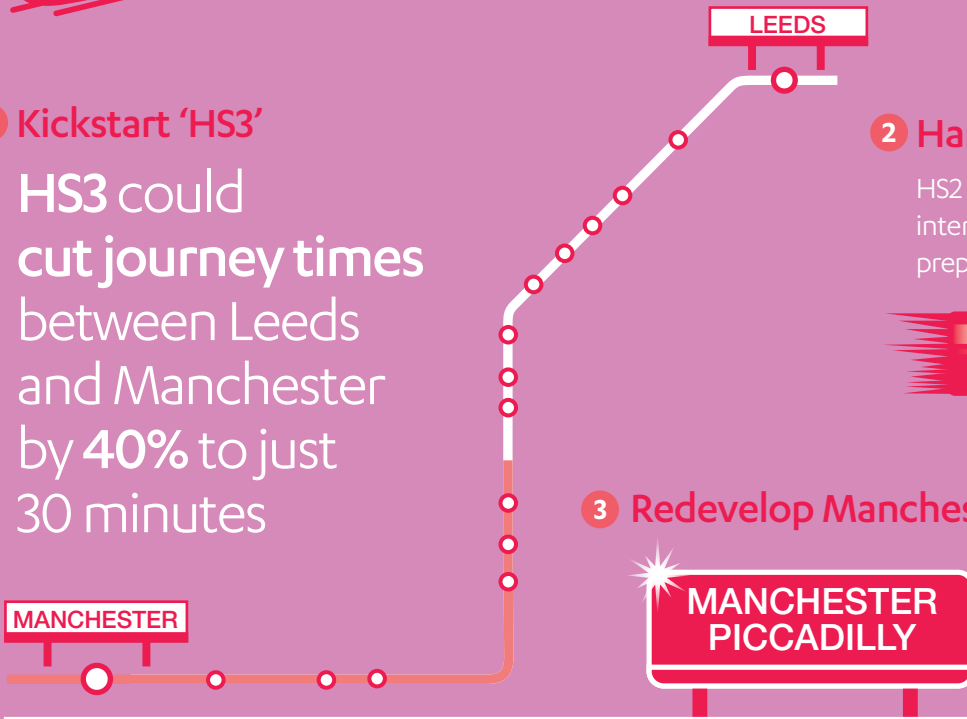 LEEDS
Kickstart ‘HS3’
HS3 could
cut journey times
between Leeds
and Manchester
by 40% to just
30 minutes
MANCHESTER
2 Ha
HS2
inter
prep
3 Redevelop Manches
MANCHESTER
PICCADILLY